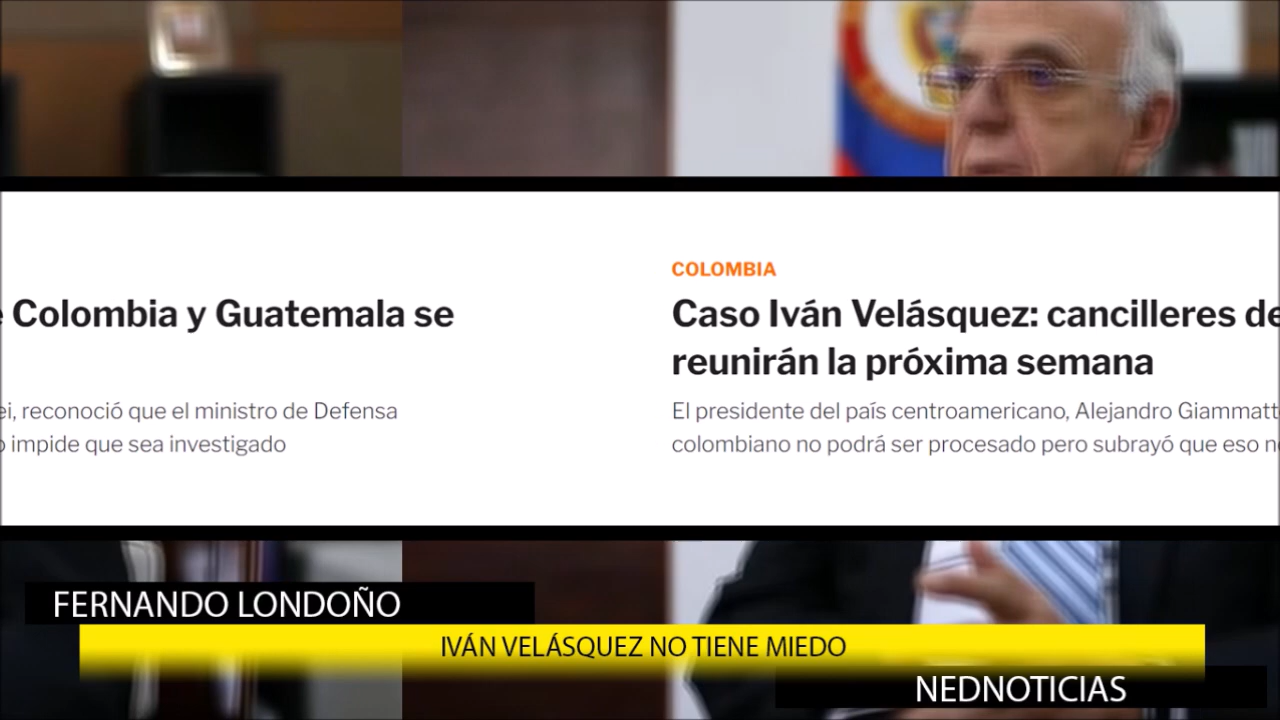 e Colombia y Guatemala se
ei, reconoció que el ministro de Defensa
o impide que sea investigado
COLOMBIA
Caso Iván Velásquez: cancilleres de
reunirán la próxima semana
El presidente del país centroamericano, Alejandro Giammatt
colombiano no podrá ser procesado pero subrayó que eso n
FERNANDO LONDOÑO
IVÁN VELÁSQUEZ NO TIENE MIEDO
NEDNOTICIAS